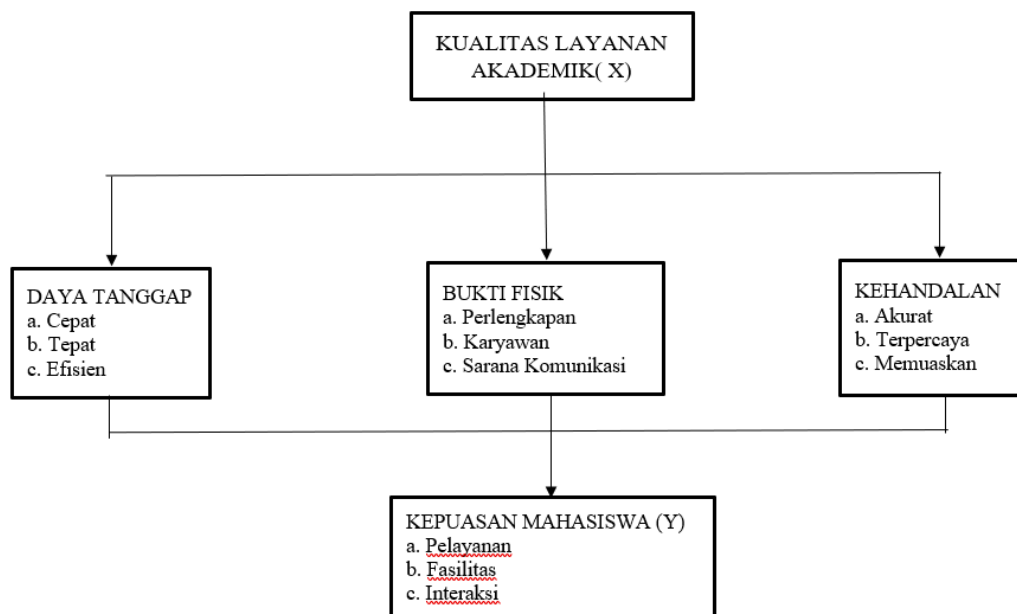 KUALITAS LAYANAN
AKADEMIK( X)
DAYA TANGGAP
a. Cepat
b. Tepat
c. Efisien
BUKTI FISIK
a. Perlengkapan
b. Karyawan
c. Sarana Komunikasi
KEHANDALAN
a. Akurat
b. Terpercaya
c. Memuaskan
KEPUASAN MAHASISWA (Y)
a. Pelayanan
b. Fasilitas
c. Interaksi